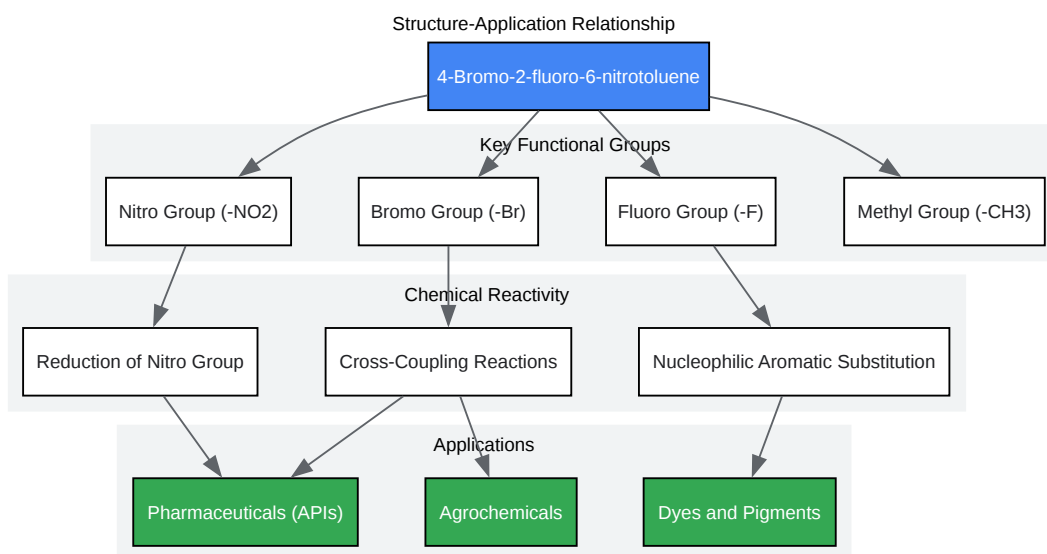 Structure-Application Relationship
4-Bromo-2-fluoro-6-nitrotoluene
Key Functional Groups
Nitro Group (-NO2)
Bromo Group (-Br)
Fluoro Group (-F)
Methyl Group (-CH3)
Chemical Reactivity
Reduction of Nitro Group
Cross-Coupling Reactions
Nucleophilic Aromatic Substitution
Applications
Pharmaceuticals (APIs)
Agrochemicals
Dyes and Pigments